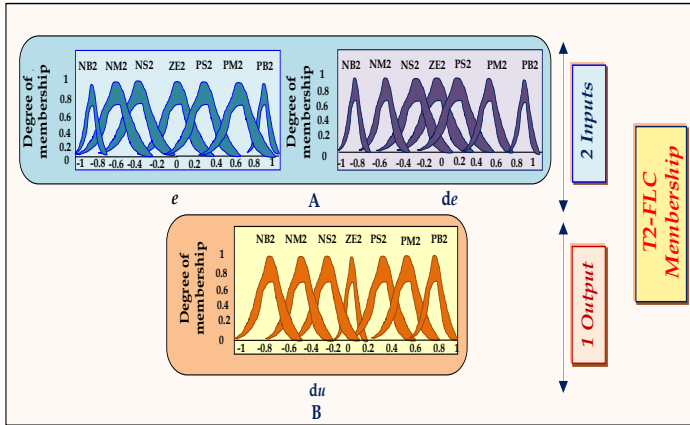 NB2 NM2 NS2 ZE2 PS2 PM2 PB2
Degree of
membership
1
0.8
0.6
0.4
0.2
0
-1 -0.8 -0.6 -0.4 -0.2 0 0.2 0.4 0.6 0.8 1
e
NB2 NM2 NS2 ZE2 PS2 PM2 PB2
Degree of
membership
1
0.8
0.6
0.4
0.2
0
-1 -0.8 -0.6 -0.4 -0.2 0 0.2 0.4 0.6 0.8 1
de
A
2 Inputs
NB2 NM2 NS2 ZE2 PS2 PM2 PB2
Degree of
membership
1
0.8
0.6
0.4
0.2
0
-1 -0.8 -0.6 -0.4 -0.2 0 0.2 0.4 0.6 0.8 1
du
B
1 Output
T2-FLC
Membership